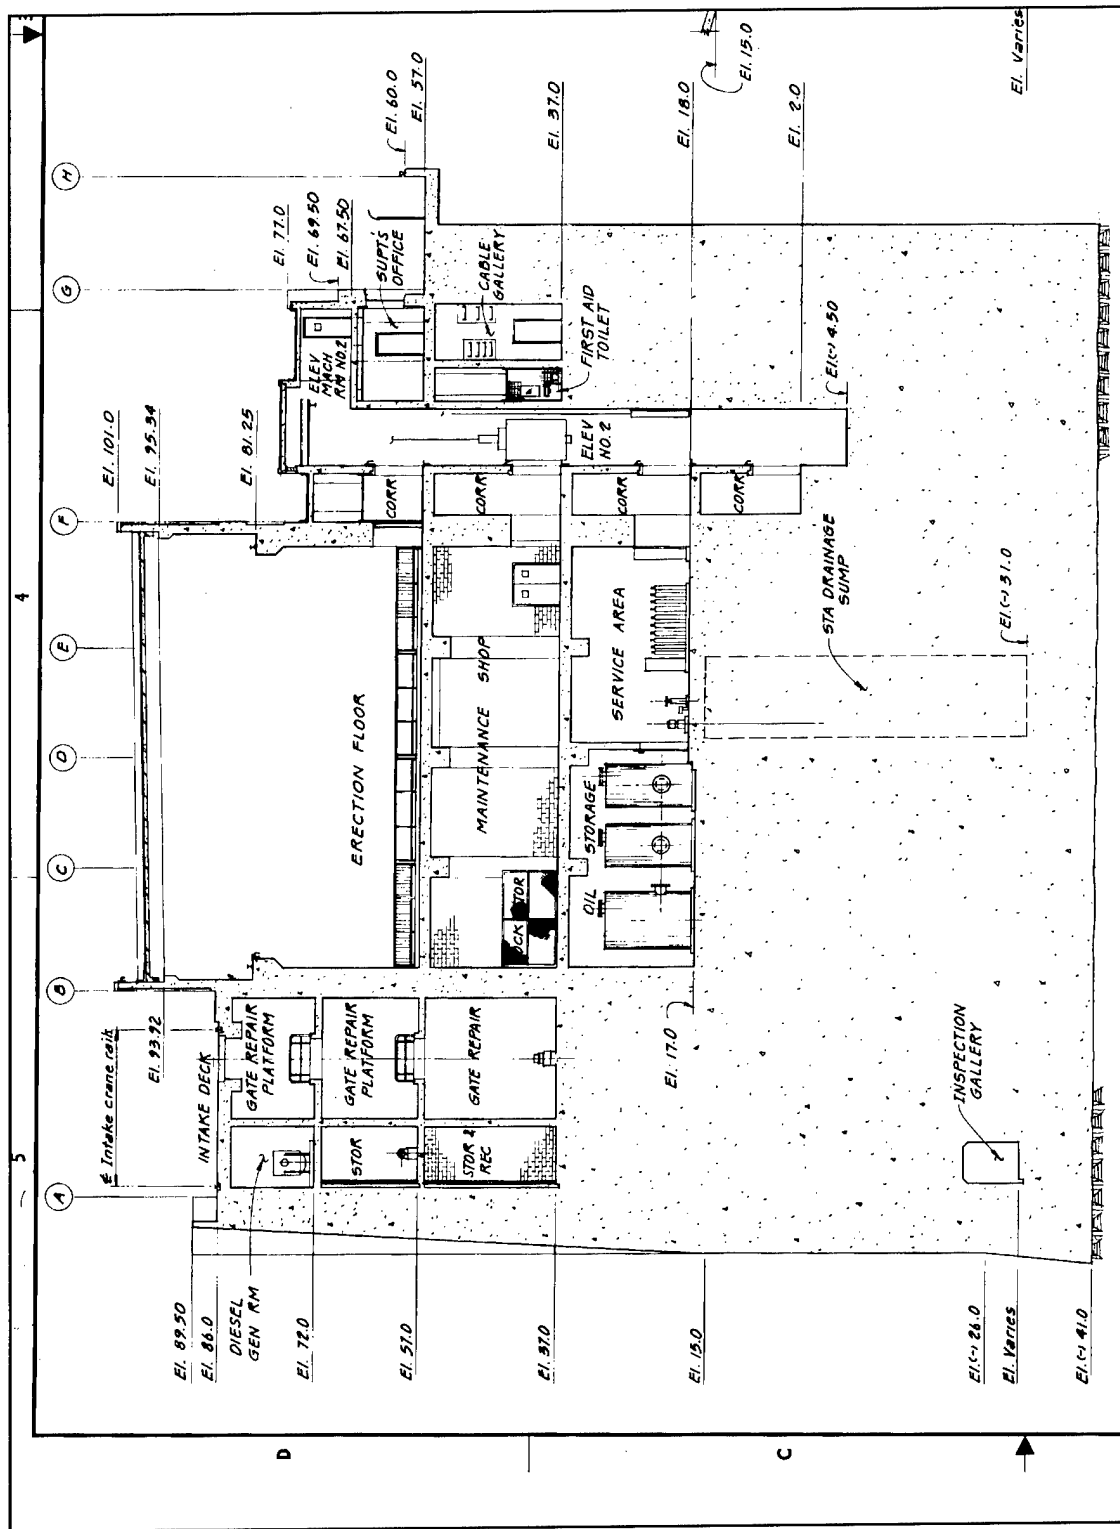 5
4
D
C
A
B
C
D
E
F
G
H
₵ Intake crane rail
El. 93.92
El. 101.0
El. 95.34
El. 81.25
El. 77.0
El. 69.50
El. 67.50
El. 60.0
El. 57.0
El. 37.0
El. 18.0
El. 15.0
El. 2.0
El. Varies
El.(-) 4.50
El.(-) 31.0
El. 17.0
El. 89.50
El. 86.0
DIESEL
GEN RM
El. 72.0
El. 57.0
El. 37.0
El. 15.0
El.(-) 26.0
El. Varies
El.(-) 41.0
INTAKE DECK
GATE REPAIR
PLATFORM
GATE REPAIR
PLATFORM
GATE REPAIR
STOR
STOR &
REC
ERECTION FLOOR
MAINTENANCE SHOP
OIL STORAGE
SERVICE AREA
CORR
CORR
CORR
CORR
ELEV
MACH
RM NO.2
SUPT'S
OFFICE
CABLE
GALLERY
FIRST AID
TOILET
ELEV
NO.2
STA DRAINAGE
SUMP
INSPECTION
GALLERY